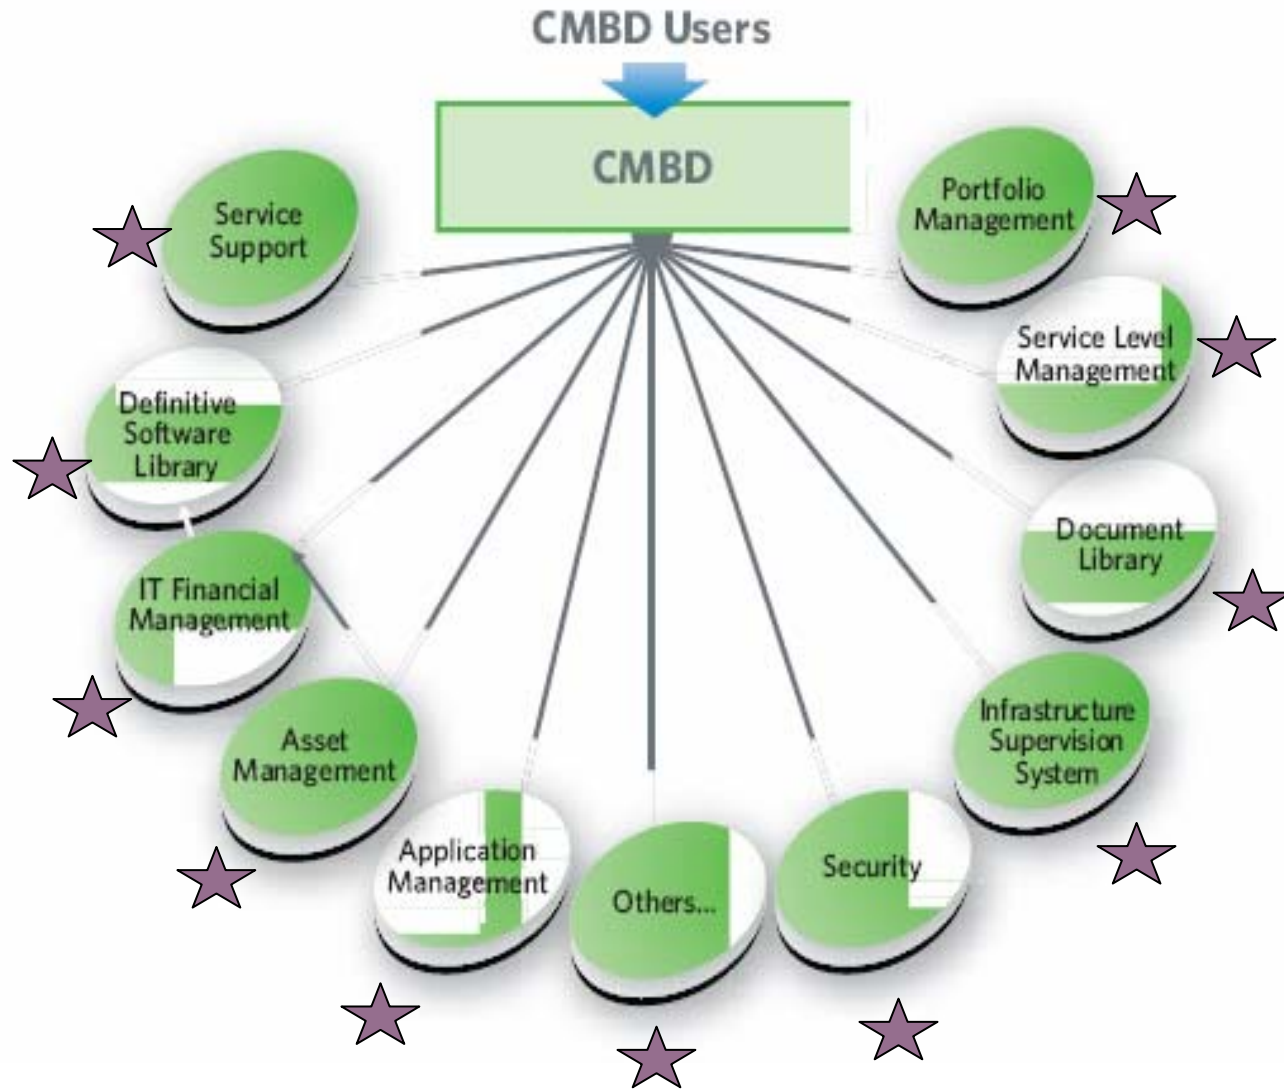 CMBD Users
CMBD
Service
Support
Definitive
Software
Library
IT Financial
Management
Asset
Management
Application
Management
Others...
Security
Infrastructure
Supervision
System
Document
Library
Service Level
Management
Portfolio
Management